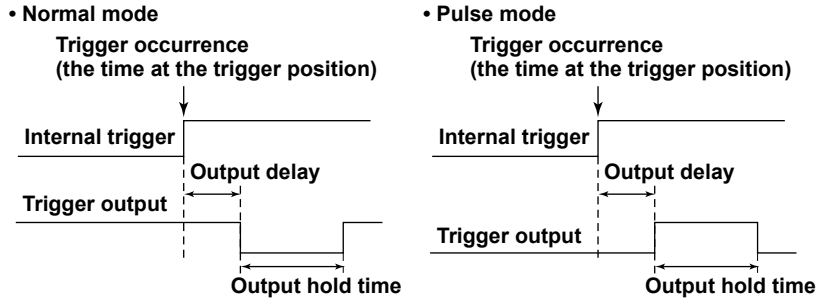 • Normal mode
Trigger occurrence
(the time at the trigger position)
Internal trigger
Output delay
Trigger output
Output hold time
• Pulse mode
Trigger occurrence
(the time at the trigger position)
Internal trigger
Output delay
Trigger output
Output hold time